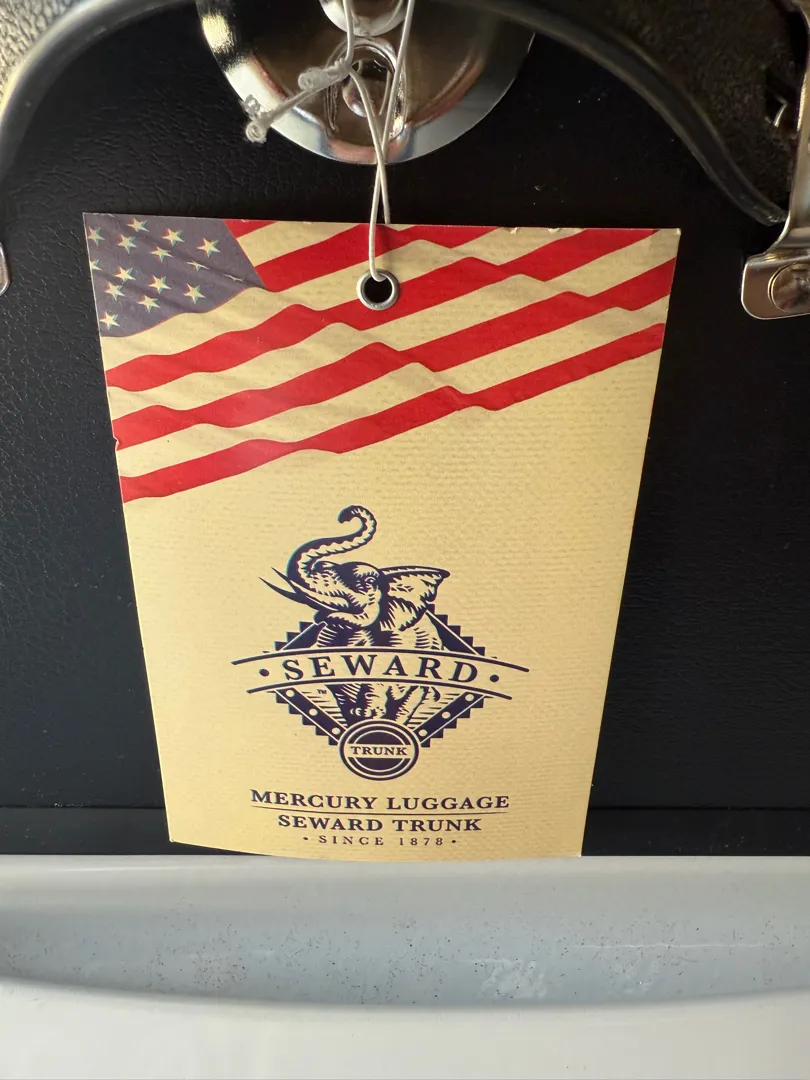 • SEWARD •
TM
TRUNK
MERCURY LUGGAGE
SEWARD TRUNK
• SINCE 1878 •